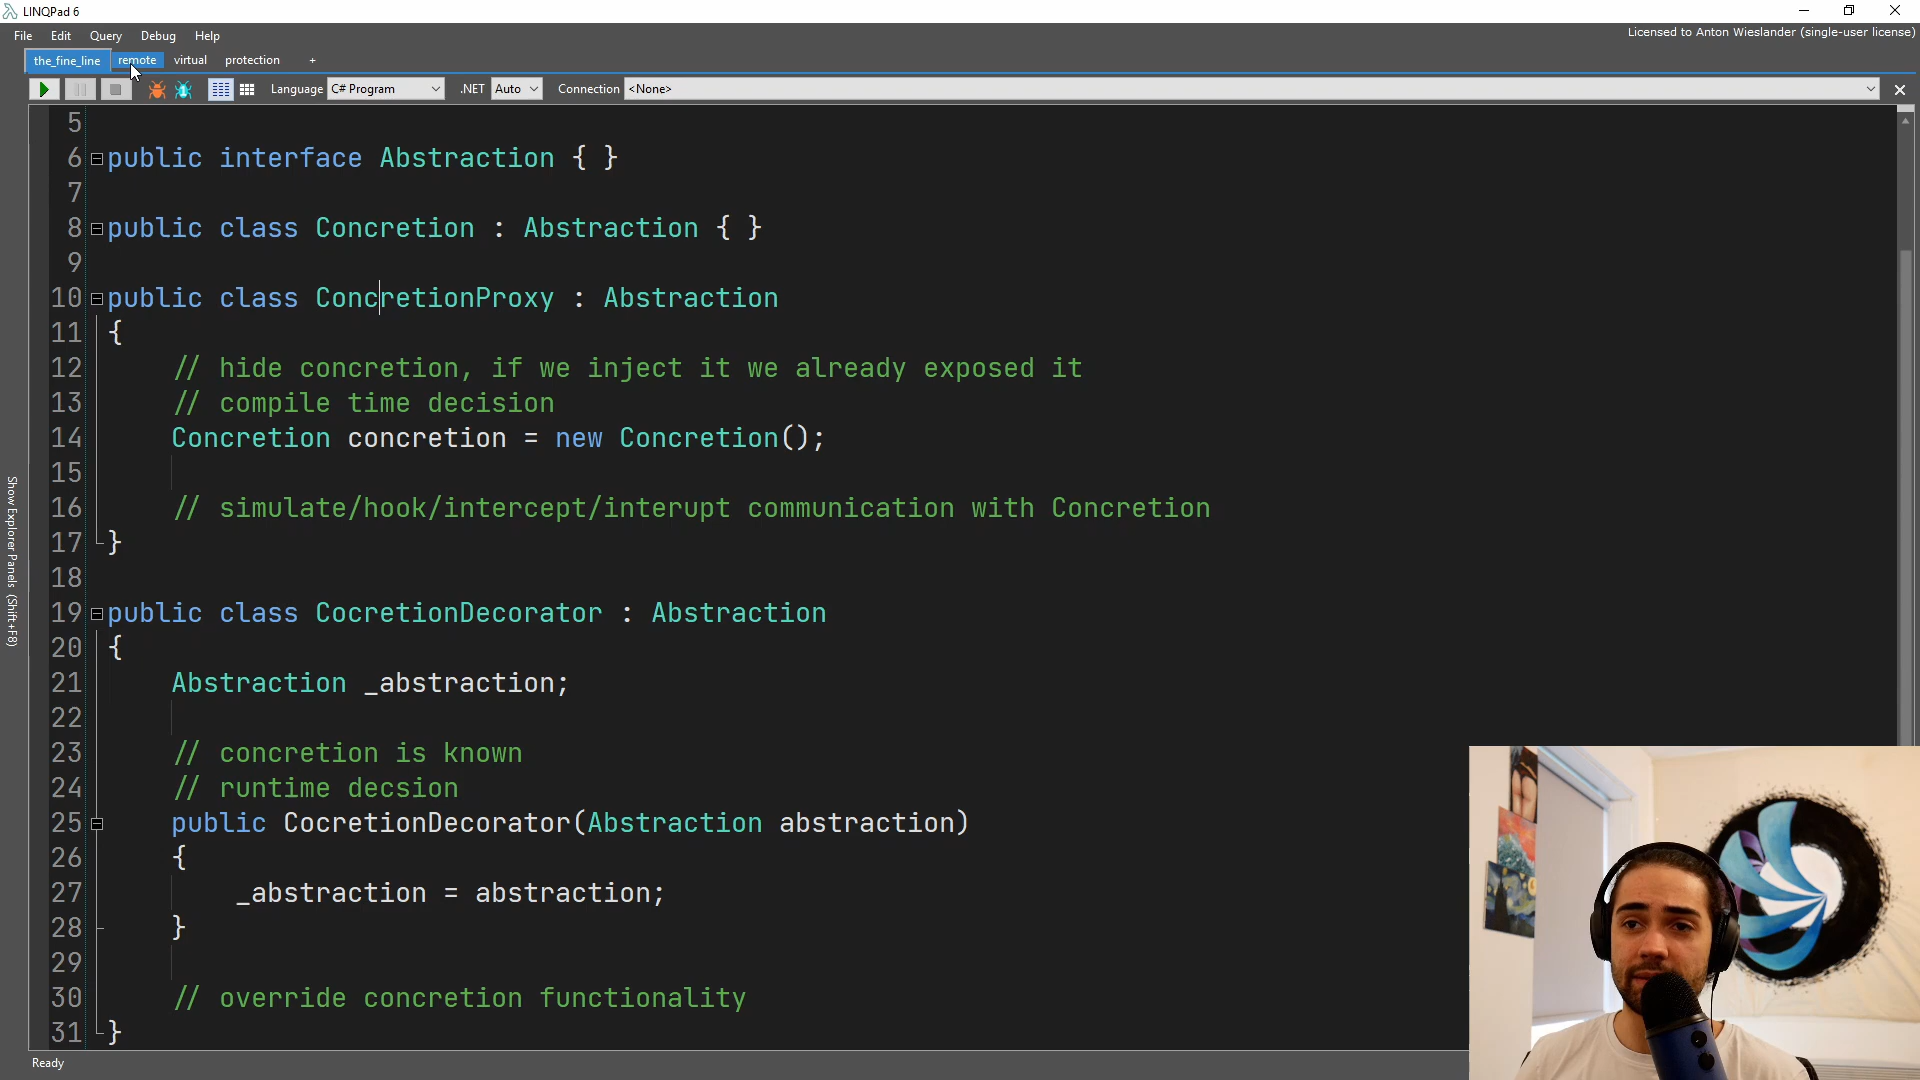 LINQPad 6
File Edit Query Debug Help
Licensed to Anton Wieslander (single-user license)
the_fine_line remote virtual protection +
Language C# Program .NET Auto Connection <None>
5
6 public interface Abstraction { }
7
8 public class Concretion : Abstraction { }
9
10 public class ConcretionProxy : Abstraction
11 {
12 // hide concretion, if we inject it we already exposed it
13 // compile time decision
14 Concretion concretion = new Concretion();
15
16 // simulate/hook/intercept/interupt communication with Concretion
17 }
18
19 public class CocretionDecorator : Abstraction
20 {
21 Abstraction _abstraction;
22
23 // concretion is known
24 // runtime decsion
25 public CocretionDecorator(Abstraction abstraction)
26 {
27 _abstraction = abstraction;
28 }
29
30 // override concretion functionality
31 }
Show Explorer Panels (Shift+F8)
Ready